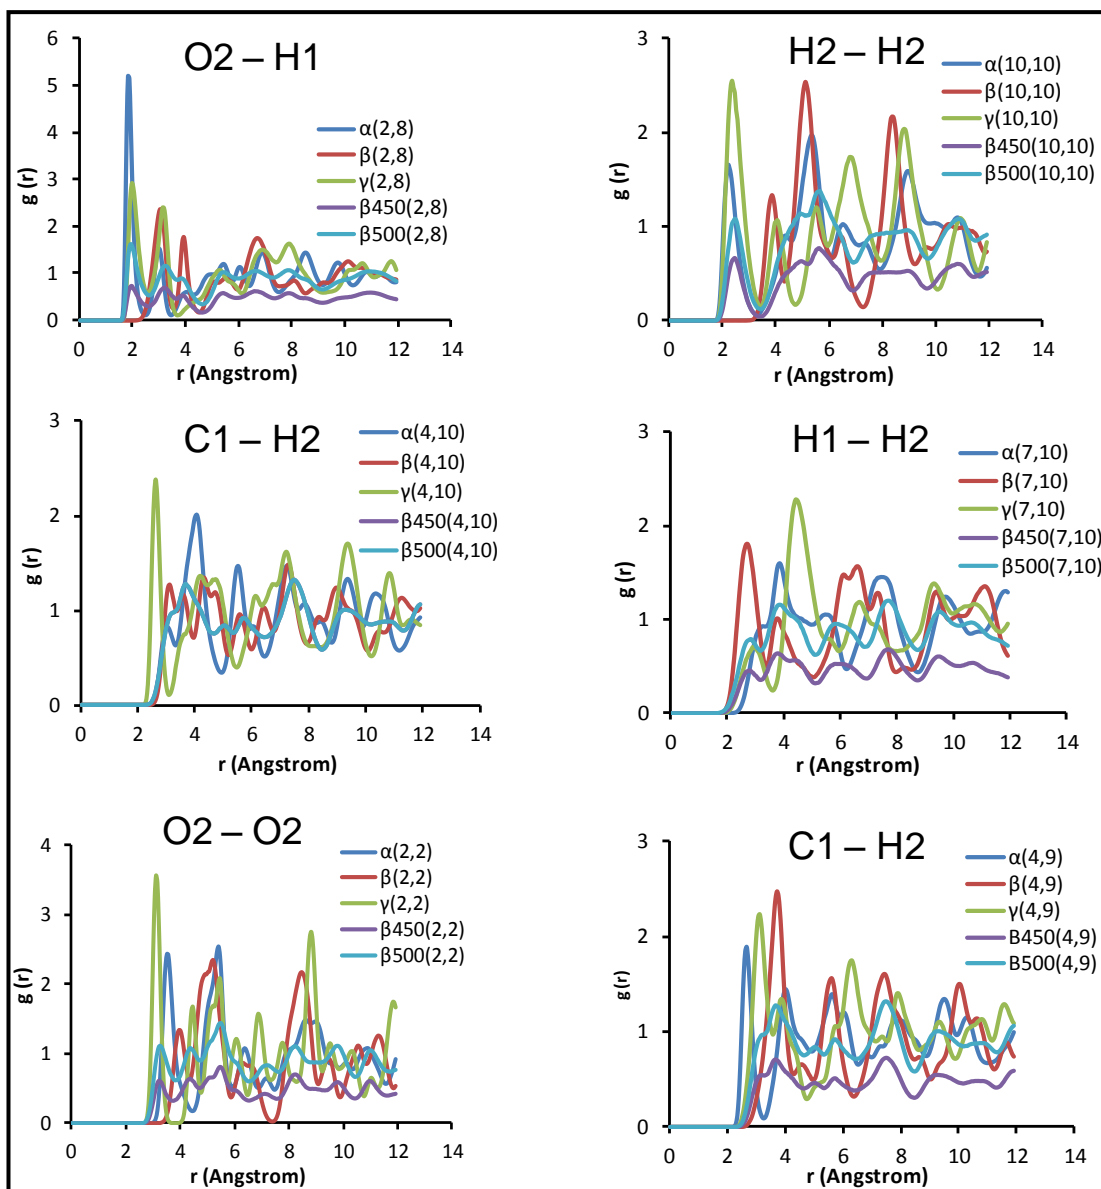 O2 – H1
g (r)
6
5
4
3
2
1
0
α(2,8)
β(2,8)
γ(2,8)
β450(2,8)
β500(2,8)
0 2 4 6 8 10 12 14
r (Angstrom)
H2 – H2
g (r)
3
2
1
0
α(10,10)
β(10,10)
γ(10,10)
β450(10,10)
β500(10,10)
0 2 4 6 8 10 12 14
r (Angstrom)
C1 – H2
g (r)
3
2
1
0
α(4,10)
β(4,10)
γ(4,10)
β450(4,10)
β500(4,10)
0 2 4 6 8 10 12 14
r (Angstrom)
H1 – H2
g (r)
3
2
1
0
α(7,10)
β(7,10)
γ(7,10)
β450(7,10)
β500(7,10)
0 2 4 6 8 10 12 14
r (Angstrom)
O2 – O2
g (r)
4
3
2
1
0
α(2,2)
β(2,2)
γ(2,2)
β450(2,2)
β500(2,2)
0 2 4 6 8 10 12 14
r (Angstrom)
C1 – H2
g (r)
3
2
1
0
α(4,9)
β(4,9)
γ(4,9)
B450(4,9)
B500(4,9)
0 2 4 6 8 10 12 14
r (Angstrom)